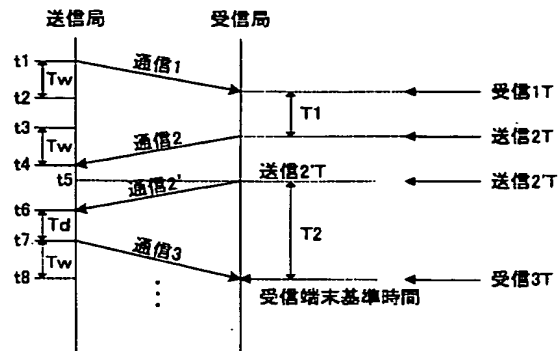 送信局
受信局
t1
Tw
t2
t3
Tw
t4
t5
t6
Td
t7
Tw
t8
通信1
通信2
通信2'
通信3
T1
送信2'T
T2
受信端末基準時間
受信1T
送信2T
送信2'T
受信3T